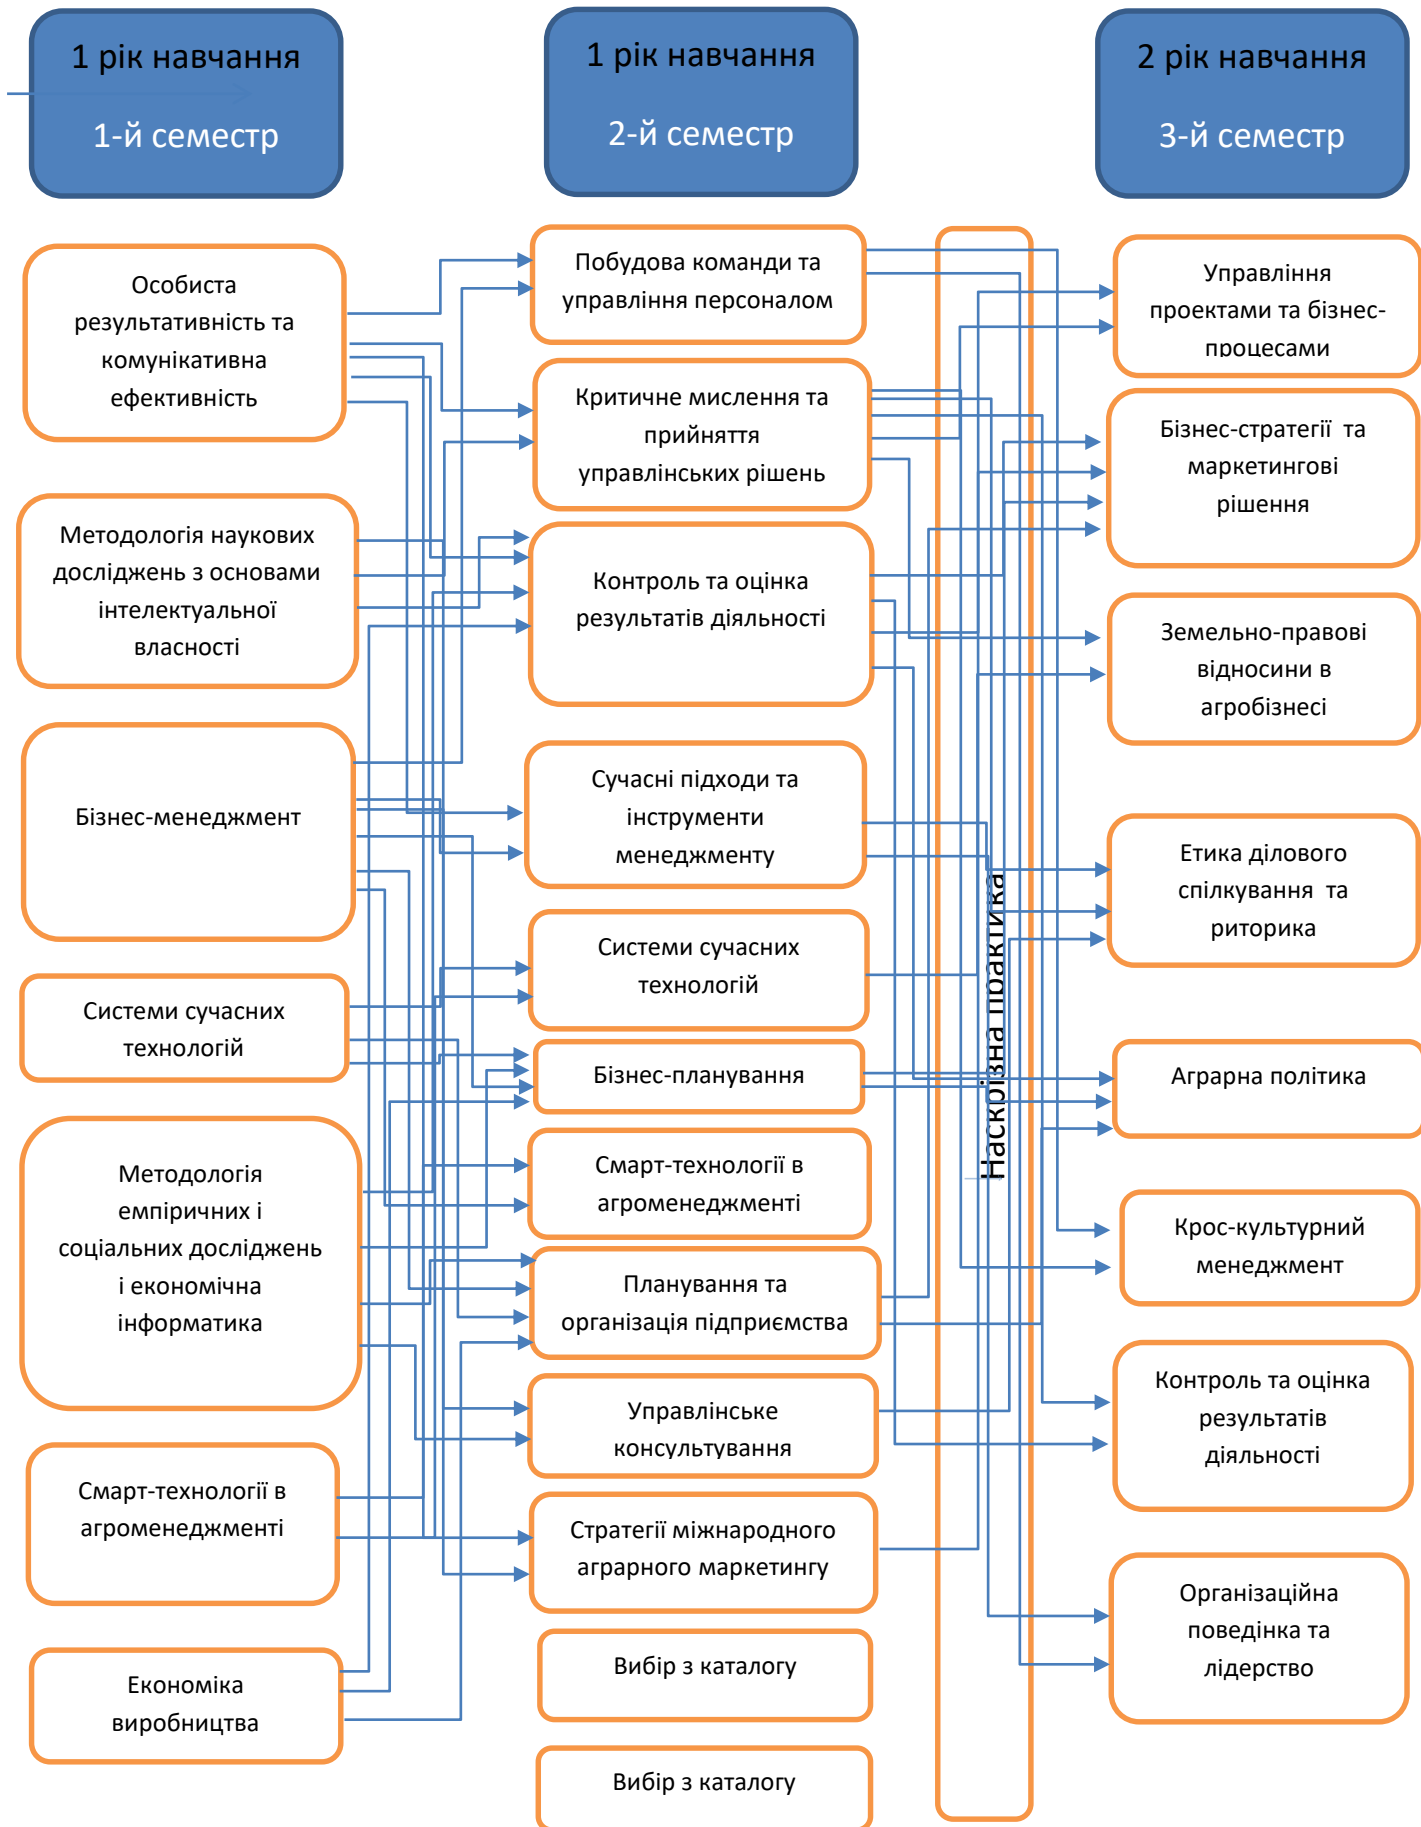 1 рік навчання
1-й семестр
1 рік навчання
2-й семестр
2 рік навчання
3-й семестр
Особиста
результативність та
комунікативна
ефективність
Методологія наукових
досліджень з основами
інтелектуальної
власності
Бізнес-менеджмент
Системи сучасних
технологій
Методологія
емпіричних і
соціальних досліджень
і економічна
інформатика
Смарт-технології в
агроменеджменті
Економіка
виробництва
Побудова команди та
управління персоналом
Критичне мислення та
прийняття
управлінських рішень
Контроль та оцінка
результатів діяльності
Сучасні підходи та
інструменти
менеджменту
Системи сучасних
технологій
Бізнес-планування
Смарт-технології в
агроменеджменті
Планування та
організація підприємства
Управлінське
консультування
Стратегії міжнародного
аграрного маркетингу
Вибір з каталогу
Вибір з каталогу
Наскрізна практика
Управління
проектами та бізнес-
процесами
Бізнес-стратегії та
маркетингові
рішення
Земельно-правові
відносини в
агробізнесі
Етика ділового
спілкування та
риторика
Аграрна політика
Крос-культурний
менеджмент
Контроль та оцінка
результатів
діяльності
Організаційна
поведінка та
лідерство